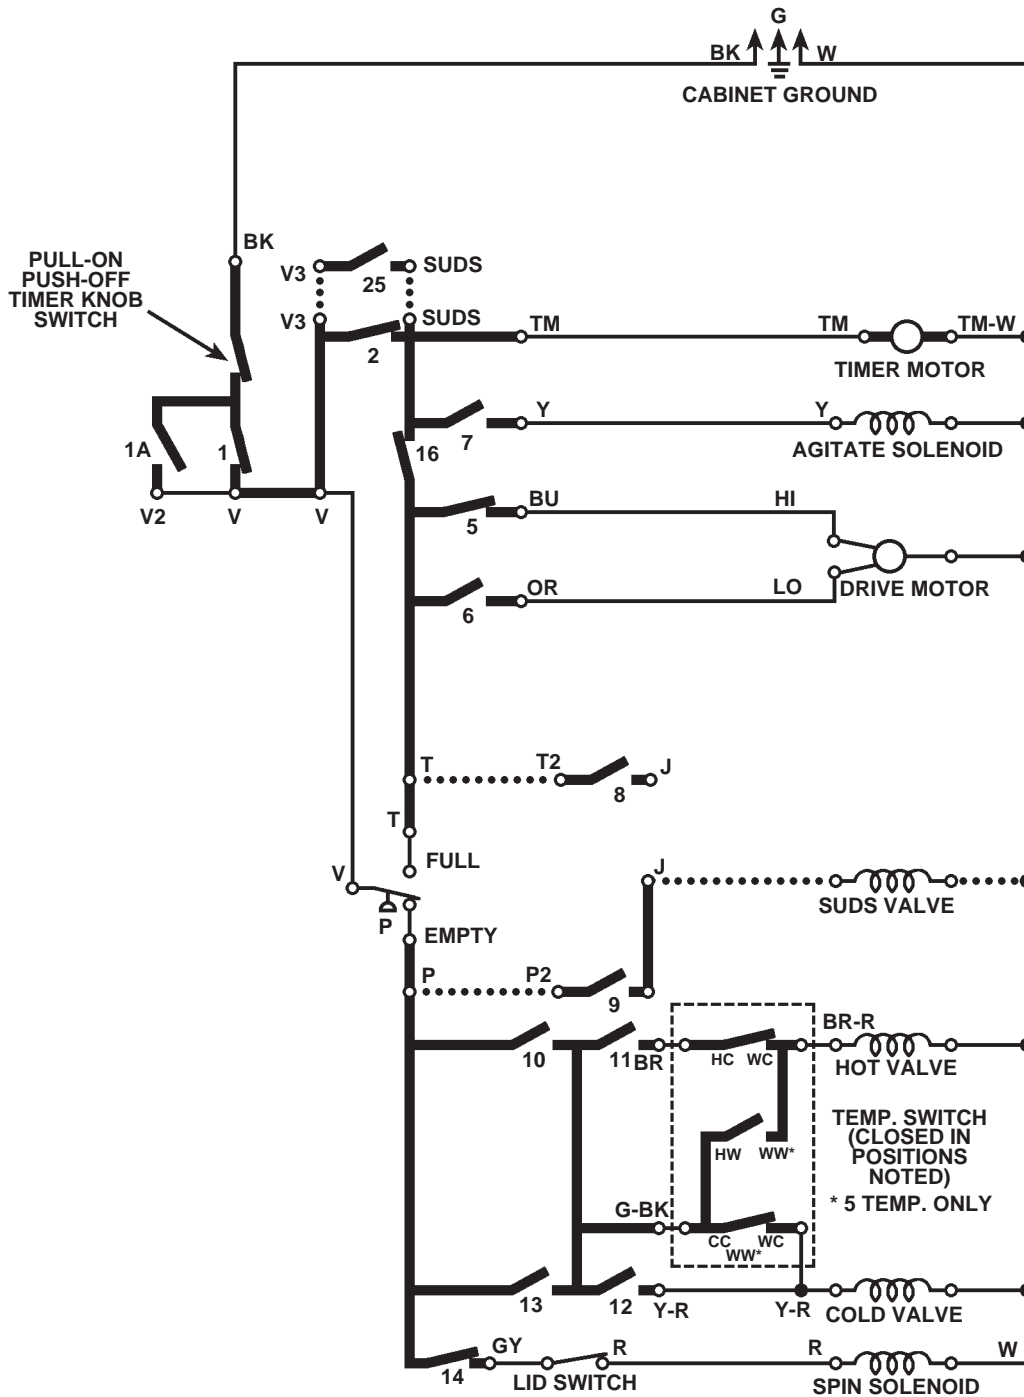 G
BK W
CABINET GROUND
BK
PULL-ON
PUSH-OFF
TIMER KNOB
SWITCH
V3 25 SUDS
V3 SUDS
2
TM TM TM-W
TIMER MOTOR
1A 1
16 7
Y Y
AGITATE SOLENOID
V2 V V
5 BU HI
6 OR LO
DRIVE MOTOR
T T2 J
8
T
FULL
V
P
EMPTY
J
SUDS VALVE
P P2
9
10 11 BR
HC WC
BR-R
HOT VALVE
TEMP. SWITCH
(CLOSED IN
POSITIONS
NOTED)
* 5 TEMP. ONLY
HW WW*
G-BK
CC WC
WW*
13 12 Y-R Y-R
COLD VALVE
14 GY R R W
LID SWITCH
SPIN SOLENOID